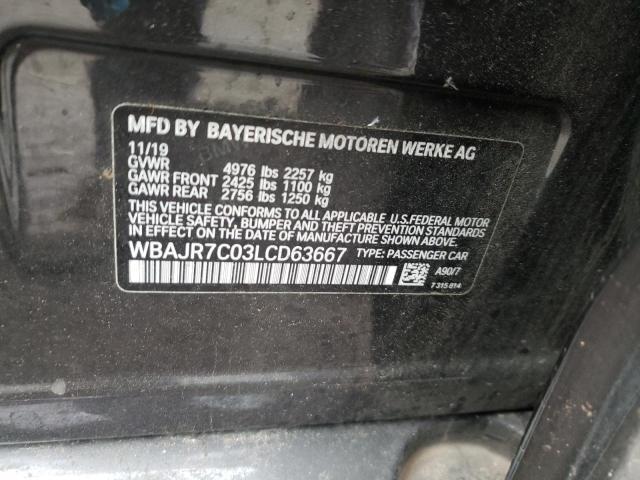 MFD BY BAYERISCHE MOTOREN WERKE AG
11/19
GVWR 4976 lbs 2257 kg
GAWR FRONT 2425 lbs 1100 kg
GAWR REAR 2756 lbs 1250 kg
THIS VEHICLE CONFORMS TO ALL APPLICABLE U.S. FEDERAL MOTOR
VEHICLE SAFETY, BUMPER AND THEFT PREVENTION STANDARDS
IN EFFECT ON THE DATE OF MANUFACTURE SHOWN ABOVE.
WBAJR7C03LCD63667 TYPE: PASSENGER CAR
A90/7
7 315 814